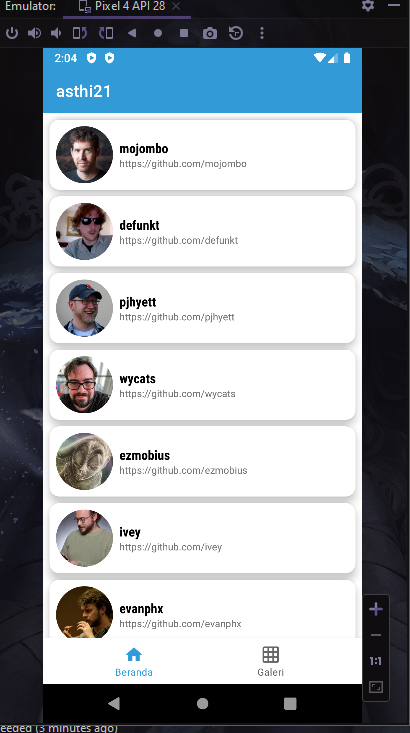 Emulator: Pixel 4 API 28
2:04
asthi21
mojombo
https://github.com/mojombo
defunkt
https://github.com/defunkt
pjhyett
https://github.com/pjhyett
wycats
https://github.com/wycats
ezmobius
https://github.com/ezmobius
ivey
https://github.com/ivey
evanphx
https://github.com/evanphx
1:1
Beranda Galeri
eeded (3 minutes ago)